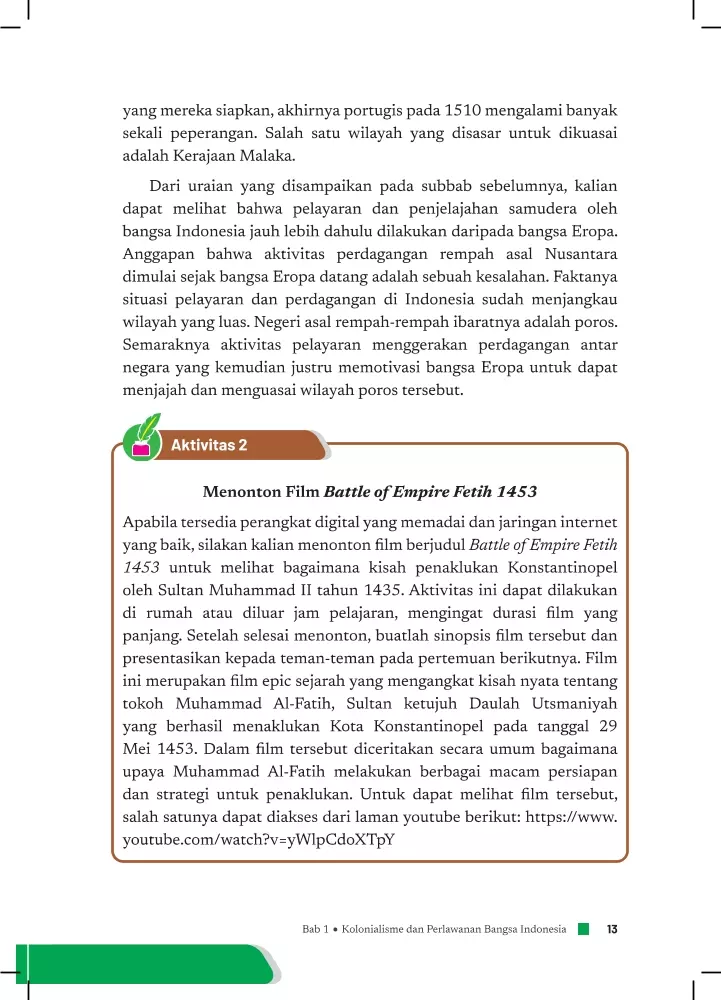 yang mereka siapkan, akhirnya portugis pada 1510 mengalami banyak
sekali peperangan. Salah satu wilayah yang disasar untuk dikuasai
adalah Kerajaan Malaka.
Dari uraian yang disampaikan pada subbab sebelumnya, kalian
dapat melihat bahwa pelayaran dan penjelajahan samudera oleh
bangsa Indonesia jauh lebih dahulu dilakukan daripada bangsa Eropa.
Anggapan bahwa aktivitas perdagangan rempah asal Nusantara
dimulai sejak bangsa Eropa datang adalah sebuah kesalahan. Faktanya
situasi pelayaran dan perdagangan di Indonesia sudah menjangkau
wilayah yang luas. Negeri asal rempah-rempah ibaratnya adalah poros.
Semaraknya aktivitas pelayaran menggerakan perdagangan antar
negara yang kemudian justru memotivasi bangsa Eropa untuk dapat
menjajah dan menguasai wilayah poros tersebut.
Aktivitas 2
Menonton Film Battle of Empire Fetih 1453
Apabila tersedia perangkat digital yang memadai dan jaringan internet
yang baik, silakan kalian menonton film berjudul Battle of Empire Fetih
1453 untuk melihat bagaimana kisah penaklukan Konstantinopel
oleh Sultan Muhammad II tahun 1435. Aktivitas ini dapat dilakukan
di rumah atau diluar jam pelajaran, mengingat durasi film yang
panjang. Setelah selesai menonton, buatlah sinopsis film tersebut dan
presentasikan kepada teman-teman pada pertemuan berikutnya. Film
ini merupakan film epic sejarah yang mengangkat kisah nyata tentang
tokoh Muhammad Al-Fatih, Sultan ketujuh Daulah Utsmaniyah
yang berhasil menaklukan Kota Konstantinopel pada tanggal 29
Mei 1453. Dalam film tersebut diceritakan secara umum bagaimana
upaya Muhammad Al-Fatih melakukan berbagai macam persiapan
dan strategi untuk penaklukan. Untuk dapat melihat film tersebut,
salah satunya dapat diakses dari laman youtube berikut: https://www.
youtube.com/watch?v=yWlpCdoXTpY
Bab 1 • Kolonialisme dan Perlawanan Bangsa Indonesia 13